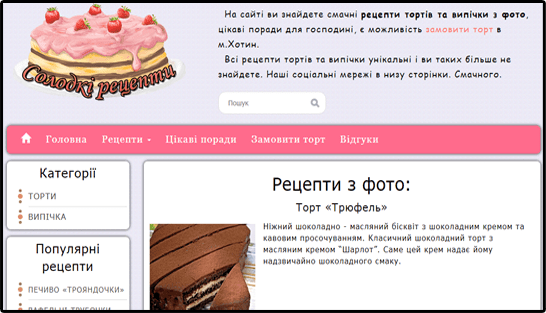 На сайті ви знайдете смачні рецепти тортів та випічки з фото,
цікаві поради для господині, є можливість замовити торт в
м.Хотин.
Всі рецепти тортів та випічки унікальні і ви таких більше не
знайдете. Наші соціальні мережі в низу сторінки. Смачного.
Солодкі рецепти
Пошук
Головна Рецепти Цікаві поради Замовити торт Відгуки
Категорії
ТОРТИ
ВИПІЧКА
Популярні
рецепти
ПЕЧИВО «ТРОЯНДОЧКИ»
ВАФЕЛЬНІ ТРУБОЧКИ
Рецепти з фото:
Торт «Трюфель»
Ніжний шоколадно - масляний бісквіт з шоколадним кремом та
кавовим просочуванням. Класичний шоколадний торт з
масляним кремом "Шарлот". Саме цей крем надає йому
надзвичайно шоколадного смаку.